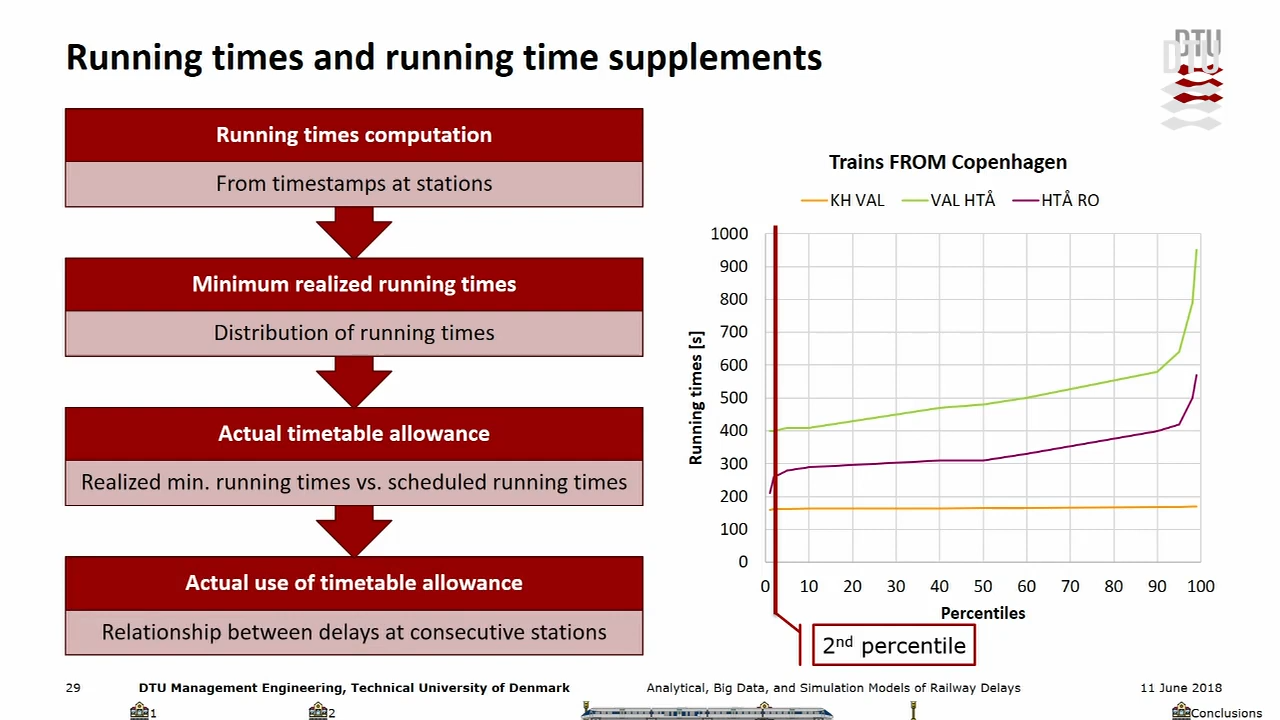 Running times and running time supplements
DTU
Running times computation
From timestamps at stations
Minimum realized running times
Distribution of running times
Actual timetable allowance
Realized min. running times vs. scheduled running times
Actual use of timetable allowance
Relationship between delays at consecutive stations
Trains FROM Copenhagen
KH VAL VAL HTÅ HTÅ RO
Running times [s]
1000
900
800
700
600
500
400
300
200
100
0
0 10 20 30 40 50 60 70 80 90 100
Percentiles
2nd percentile
29 DTU Management Engineering, Technical University of Denmark Analytical, Big Data, and Simulation Models of Railway Delays 11 June 2018
1 2 Conclusions